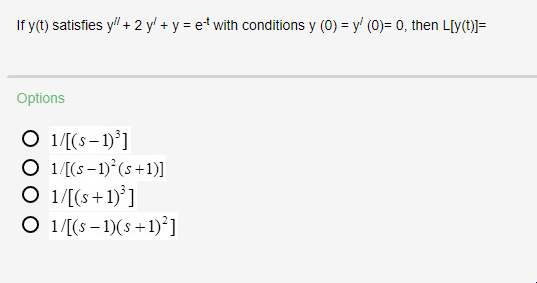 If y(t) satisfies y// + 2 y/ + y = e-t with conditions y (0) = y/ (0)= 0, then L[y(t)]=
Options
1/[(s−1)³]
1/[(s−1)²(s+1)]
1/[(s+1)³]
1/[(s−1)(s+1)²]